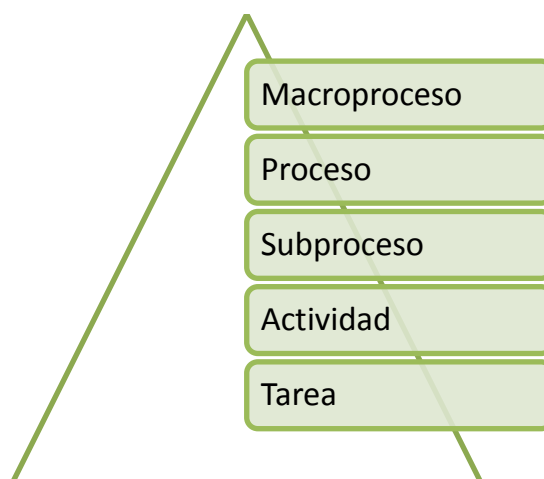 Macroproceso
Proceso
Subproceso
Actividad
Tarea